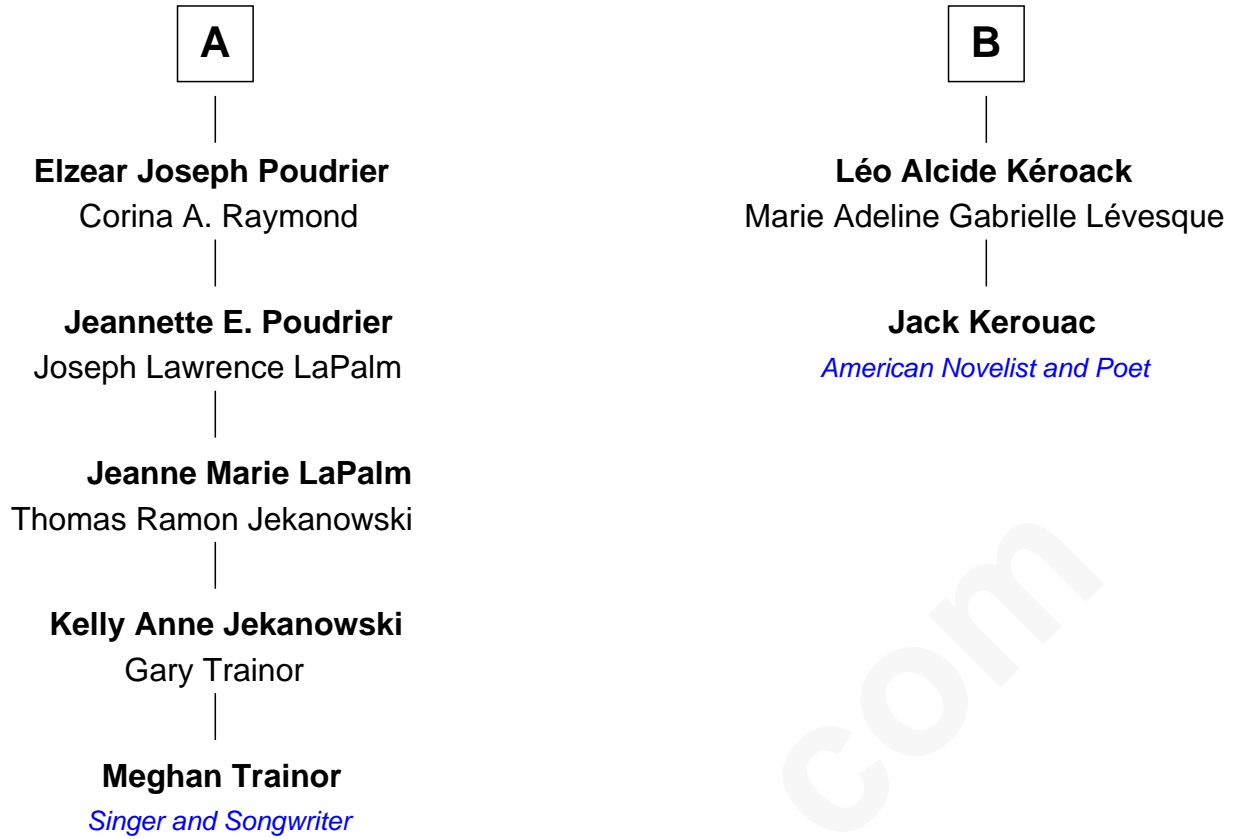 A
Elzear Joseph Poudrier
Corina A. Raymond
Jeannette E. Poudrier
Joseph Lawrence LaPalm
Jeanne Marie LaPalm
Thomas Ramon Jekanowski
Kelly Anne Jekanowski
Gary Trainor
Meghan Trainor
Singer and Songwriter
B
Léo Alcide Kéroack
Marie Adeline Gabrielle Lévesque
Jack Kerouac
American Novelist and Poet
com